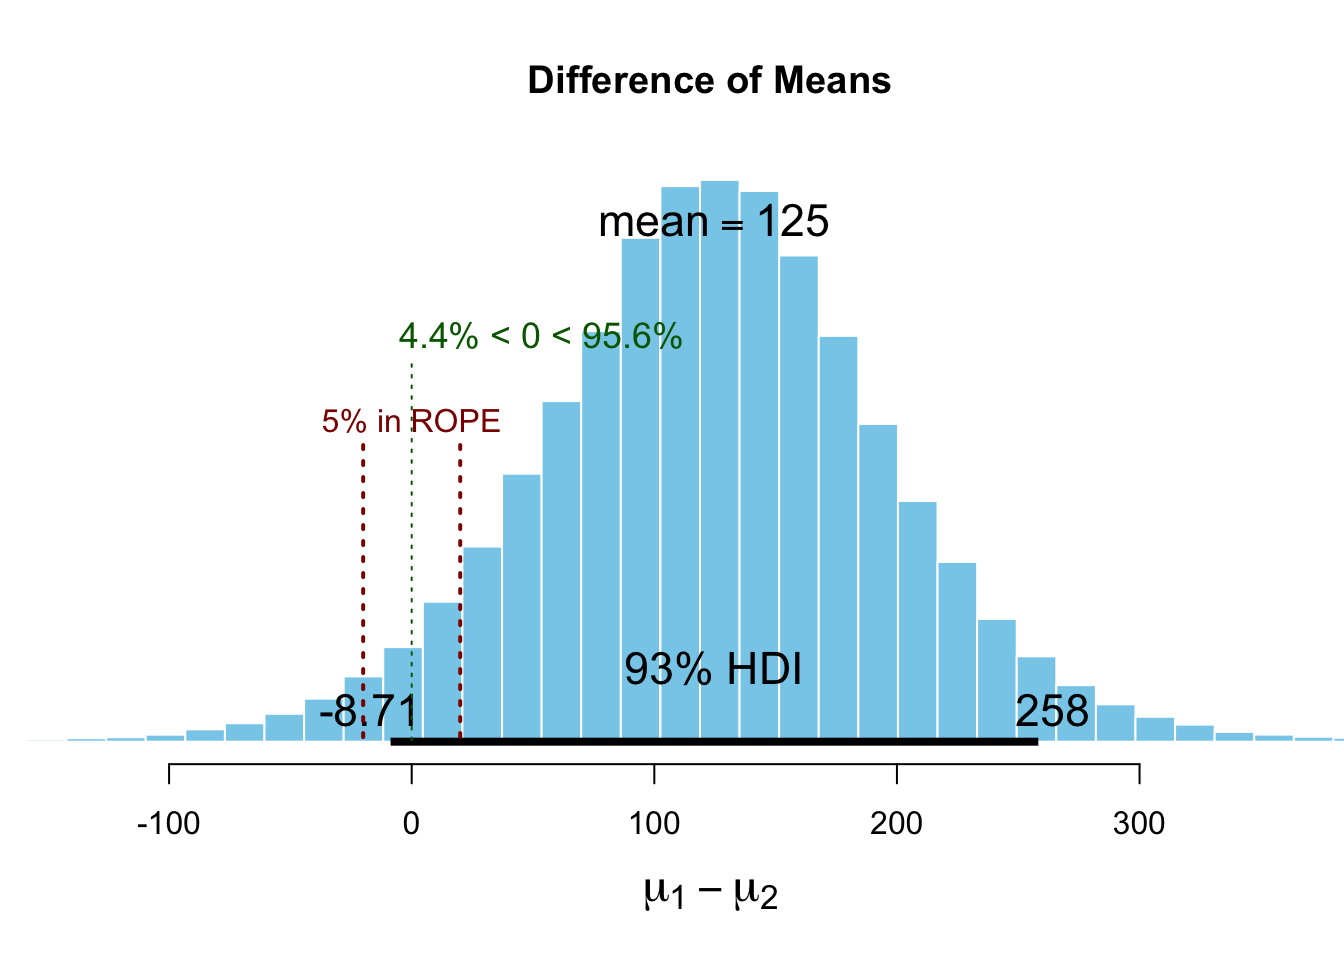 Difference of Means
mean = 125
4.4% < 0 < 95.6%
5% in ROPE
93% HDI
-8.71 258
-100 0 100 200 300
μ₁ − μ₂